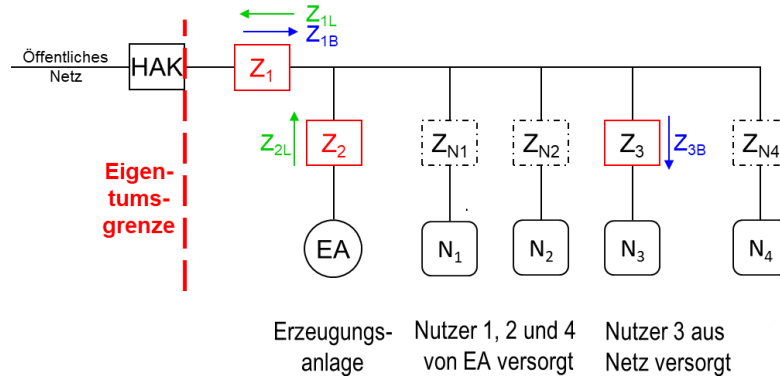 Z1L
Z1B
Öffentliches
Netz
HAK
Z1
Z2L
Z2
ZN1
ZN2
Z3
Z3B
ZN4
Eigen-
tums-
grenze
EA
N1
N2
N3
N4
Erzeugungs-
anlage
Nutzer 1, 2 und 4
von EA versorgt
Nutzer 3 aus
Netz versorgt